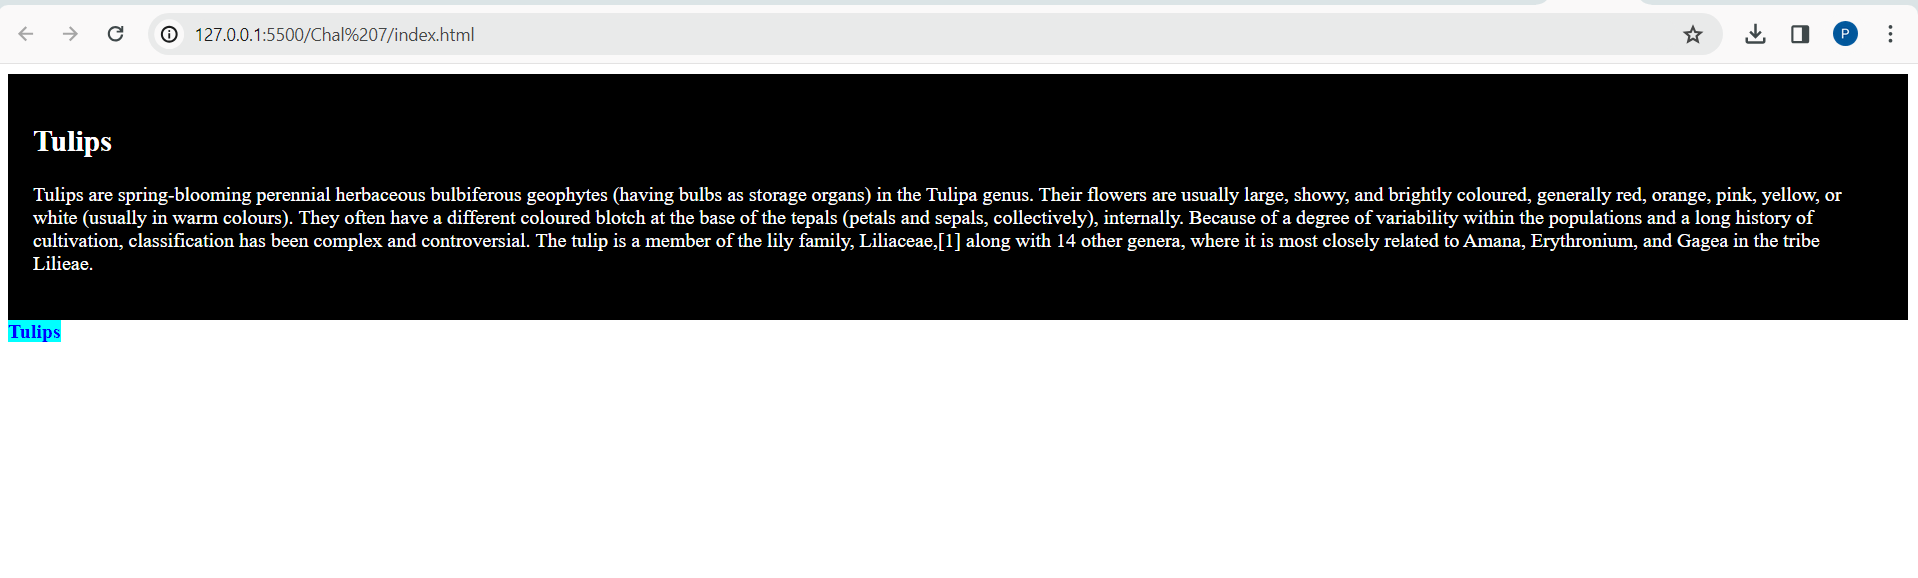 127.0.0.1:5500/Chal%207/index.html
P
Tulips
Tulips are spring-blooming perennial herbaceous bulbiferous geophytes (having bulbs as storage organs) in the Tulipa genus. Their flowers are usually large, showy, and brightly coloured, generally red, orange, pink, yellow, or
white (usually in warm colours). They often have a different coloured blotch at the base of the tepals (petals and sepals, collectively), internally. Because of a degree of variability within the populations and a long history of
cultivation, classification has been complex and controversial. The tulip is a member of the lily family, Liliaceae,[1] along with 14 other genera, where it is most closely related to Amana, Erythronium, and Gagea in the tribe
Lilieae.
Tulips